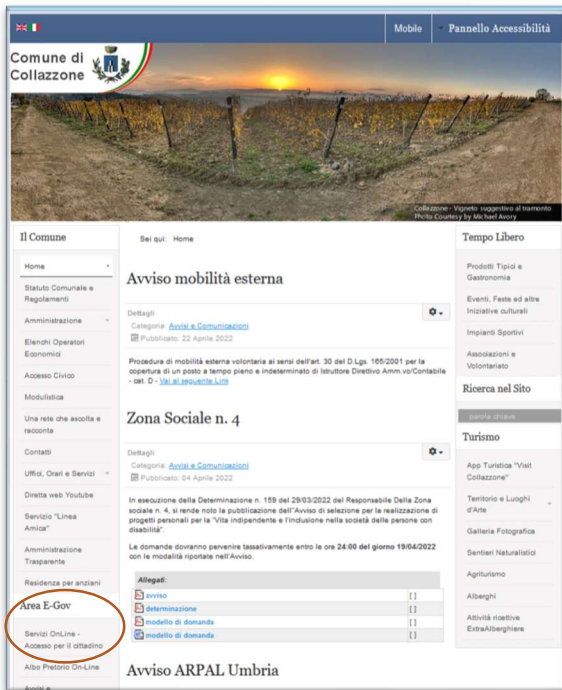 Mobile
Pannello Accessibilità
Comune di
Collazzone
Collazzone - Vigneto suggestivo al tramonto
Photo Courtesy by Michael Avory
Il Comune
Home
Statuto Comunale e
Regolamenti
Amministrazione
Elenchi Operatori
Economici
Accesso Civico
Modulistica
Una rete che ascolta e
racconta
Contatti
Uffici, Orari e Servizi
Diretta web Youtube
Servizio "Linea
Amica"
Amministrazione
Trasparente
Residenza per anziani
Area E-Gov
Servizi OnLine -
Accesso per il cittadino
Albo Pretorio On-Line
Avvisi e
Sei qui: Home
Avviso mobilità esterna
Dettagli
Categoria: Avvisi e Comunicazioni
Pubblicato: 22 Aprile 2022
Procedura di mobilità esterna volontaria ai sensi dell'art. 30 del D.Lgs. 165/2001 per la
copertura di un posto a tempo pieno e indeterminato di Istruttore Direttivo Amm.vo/Contabile
- cat. D - Vai al seguente Link
Zona Sociale n. 4
Dettagli
Categoria: Avvisi e Comunicazioni
Pubblicato: 04 Aprile 2022
In esecuzione della Determinazione n. 159 del 29/03/2022 del Responsabile Della Zona
sociale n. 4, si rende noto la pubblicazione dell'Avviso di selezione per la realizzazione di
progetti personali per la "Vita indipendente e l'inclusione nella società delle persone con
disabilità".
Le domande dovranno pervenire tassativamente entro le ore 24:00 del giorno 19/04/2022
con le modalità riportate nell'Avviso.
Allegati:
avviso [ ]
determinazione [ ]
modello di domanda [ ]
modello di domanda [ ]
Avviso ARPAL Umbria
Tempo Libero
Prodotti Tipici e
Gastronomia
Eventi, Feste ed altre
Iniziative culturali
Impianti Sportivi
Associazioni e
Volontariato
Ricerca nel Sito
parola chiave
Turismo
App Turistica "Visit
Collazzone"
Territorio e Luoghi
d'Arte
Galleria Fotografica
Sentieri Naturalistici
Agriturismo
Alberghi
Attività ricettive
ExtraAlberghiere